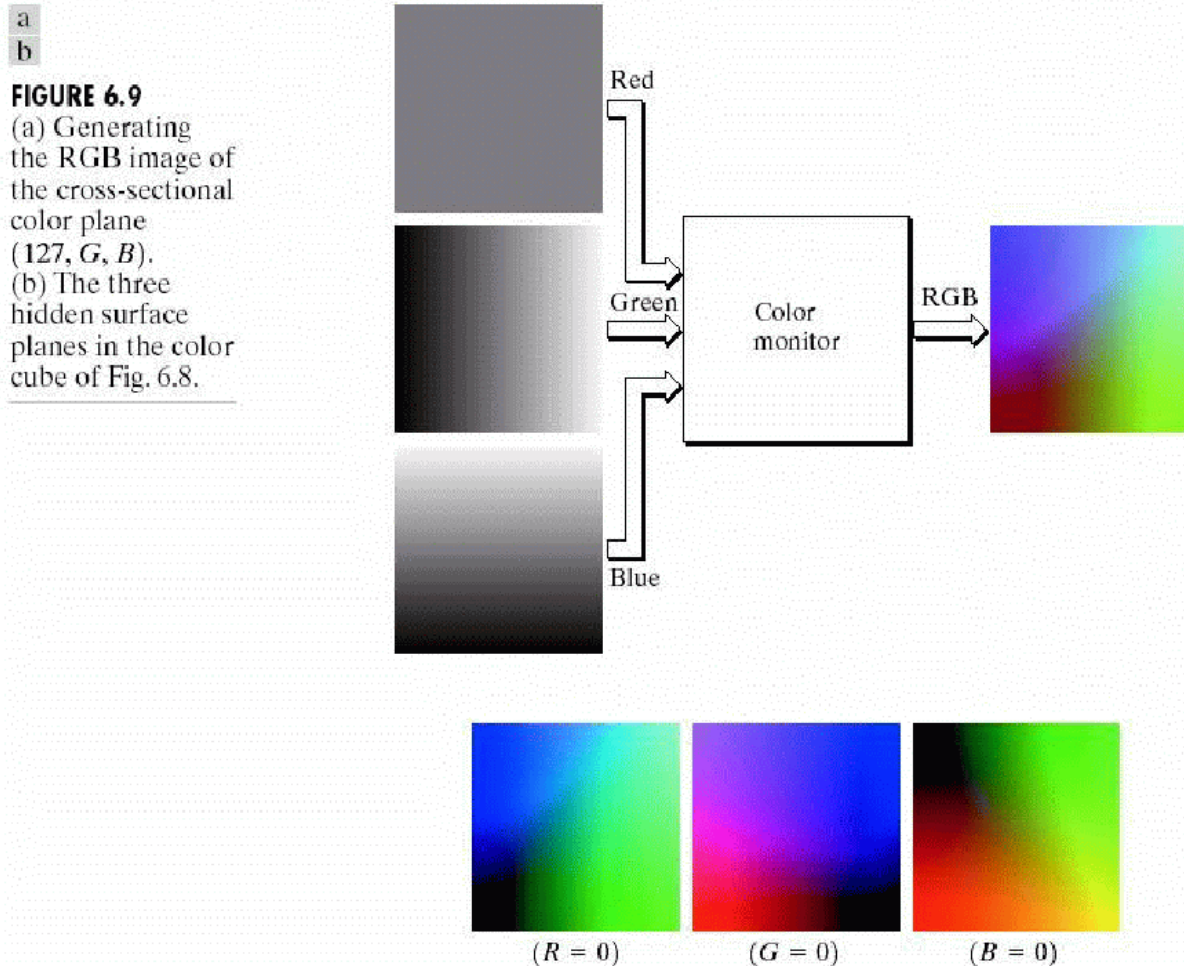 a
b
FIGURE 6.9
(a) Generating
the RGB image of
the cross-sectional
color plane
(127, G, B).
(b) The three
hidden surface
planes in the color
cube of Fig. 6.8.
Red
Green
Blue
Color
monitor
RGB
(R = 0)
(G = 0)
(B = 0)